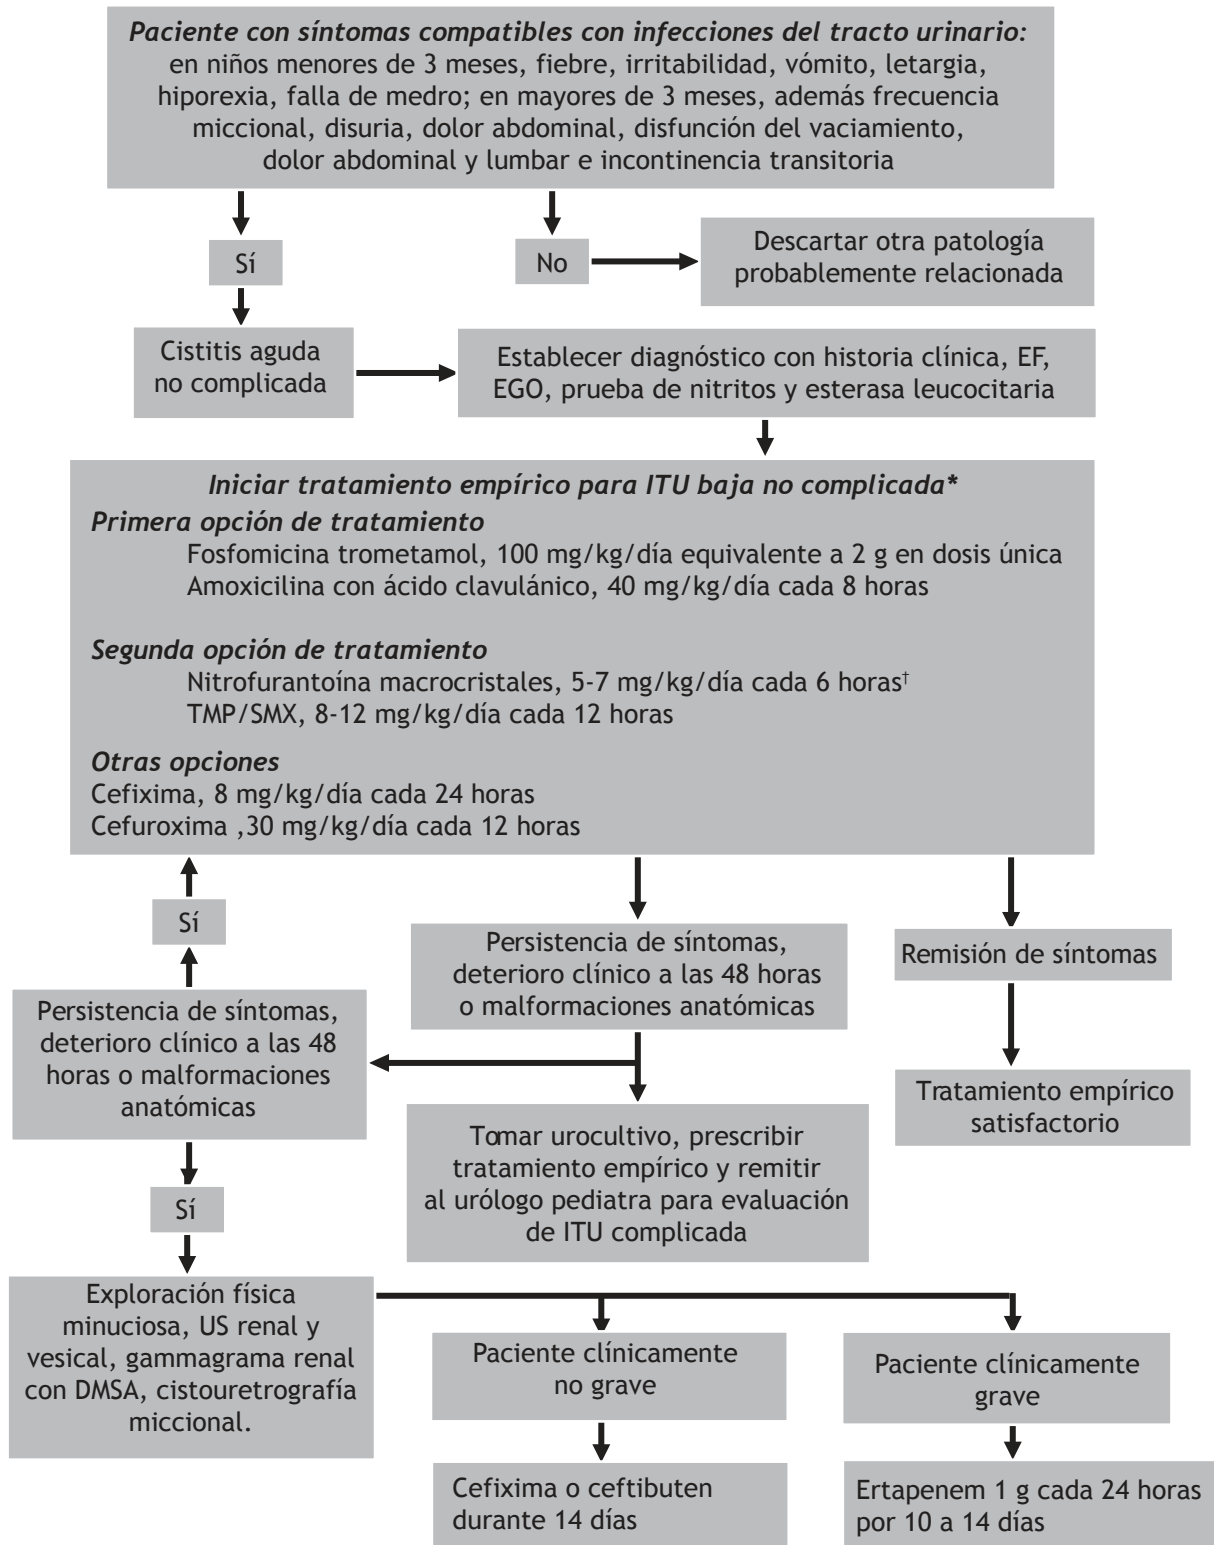 Paciente con síntomas compatibles con infecciones del tracto urinario:
en niños menores de 3 meses, fiebre, irritabilidad, vómito, letargia,
hiporexia, falla de medro; en mayores de 3 meses, además frecuencia
miccional, disuria, dolor abdominal, disfunción del vaciamiento,
dolor abdominal y lumbar e incontinencia transitoria
Sí
No
Descartar otra patología
probablemente relacionada
Cistitis aguda
no complicada
Establecer diagnóstico con historia clínica, EF,
EGO, prueba de nitritos y esterasa leucocitaria
Iniciar tratamiento empírico para ITU baja no complicada*
Primera opción de tratamiento
Fosfomicina trometamol, 100 mg/kg/día equivalente a 2 g en dosis única
Amoxicilina con ácido clavulánico, 40 mg/kg/día cada 8 horas
Segunda opción de tratamiento
Nitrofurantoína macrocristales, 5-7 mg/kg/día cada 6 horas†
TMP/SMX, 8-12 mg/kg/día cada 12 horas
Otras opciones
Cefixima, 8 mg/kg/día cada 24 horas
Cefuroxima ,30 mg/kg/día cada 12 horas
Sí
Persistencia de síntomas,
deterioro clínico a las 48 horas
o malformaciones anatómicas
Remisión de síntomas
Persistencia de síntomas,
deterioro clínico a las 48
horas o malformaciones
anatómicas
Tratamiento empírico
satisfactorio
Tomar urocultivo, prescribir
tratamiento empírico y remitir
al urólogo pediatra para evaluación
de ITU complicada
Sí
Exploración física
minuciosa, US renal y
vesical, gammagrama renal
con DMSA, cistouretrografía
miccional.
Paciente clínicamente
no grave
Paciente clínicamente
grave
Cefixima o ceftibuten
durante 14 días
Ertapenem 1 g cada 24 horas
por 10 a 14 días